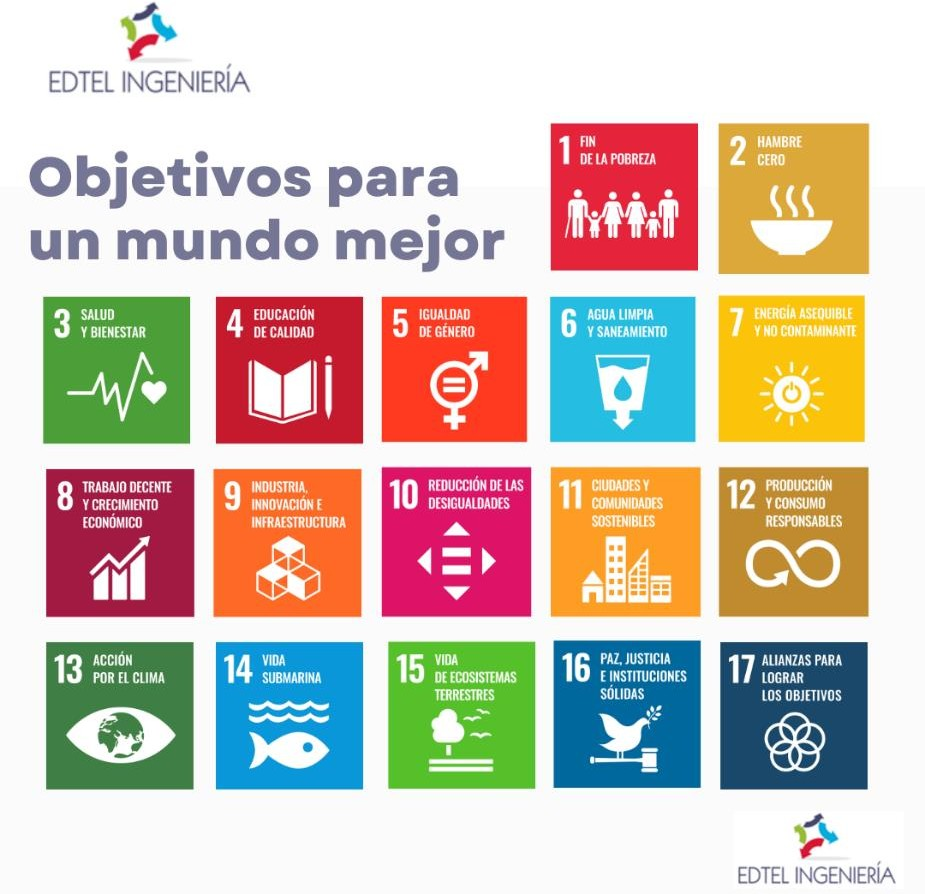 EDTEL INGENIERÍA
Objetivos para
un mundo mejor
1 FIN
DE LA POBREZA
2 HAMBRE
CERO
3 SALUD
Y BIENESTAR
4 EDUCACIÓN
DE CALIDAD
5 IGUALDAD
DE GÉNERO
6 AGUA LIMPIA
Y SANEAMIENTO
7 ENERGÍA ASEQUIBLE
Y NO CONTAMINANTE
8 TRABAJO DECENTE
Y CRECIMIENTO
ECONÓMICO
9 INDUSTRIA,
INNOVACIÓN E
INFRAESTRUCTURA
10 REDUCCIÓN DE LAS
DESIGUALDADES
11 CIUDADES Y
COMUNIDADES
SOSTENIBLES
12 PRODUCCIÓN
Y CONSUMO
RESPONSABLES
13 ACCIÓN
POR EL CLIMA
14 VIDA
SUBMARINA
15 VIDA
DE ECOSISTEMAS
TERRESTRES
16 PAZ, JUSTICIA
E INSTITUCIONES
SÓLIDAS
17 ALIANZAS PARA
LOGRAR
LOS OBJETIVOS
EDTEL INGENIERÍA